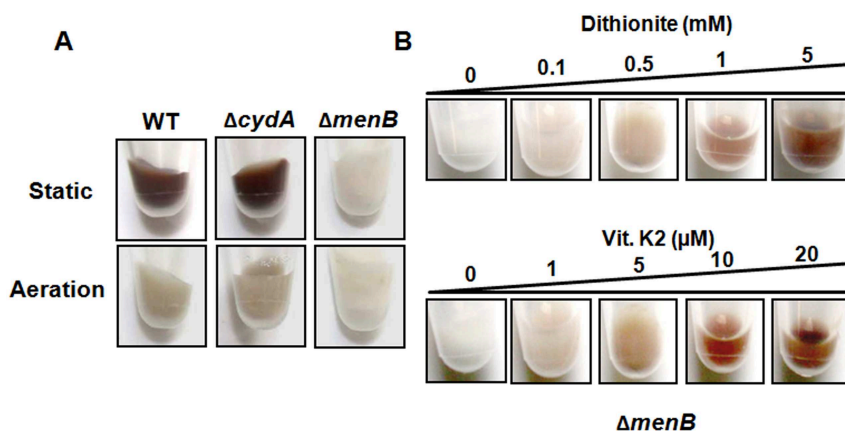 A
B
Dithionite (mM)
0 0.1 0.5 1 5
WT ΔcydA ΔmenB
Static
Vit. K2 (µM)
0 1 5 10 20
Aeration
ΔmenB